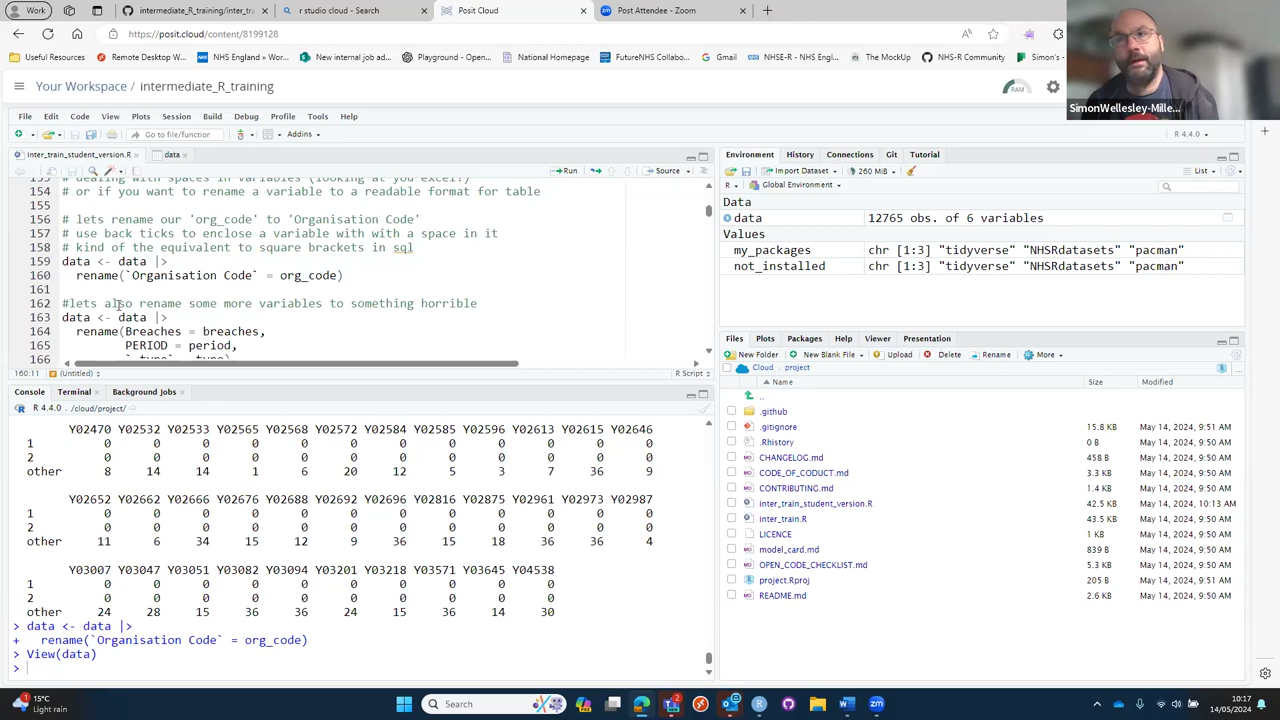 Work
intermediate_R_training/inter_tra
r studio cloud - Search
Posit Cloud
Post Attendee - Zoom
https://posit.cloud/content/8199128
Useful Resources
Remote Desktop W...
NHS England » Wor...
New internal job ad...
Playground - Open...
National Homepage
FutureNHS Collabo...
Gmail
NHSE-R - NHS Engl...
The MockUp
NHS-R Community
Simon's
SimonWellesley-Mille...
Your Workspace / intermediate_R_training
RAM
File Edit Code View Plots Session Build Debug Profile Tools Help
Go to file/function
Addins
R 4.4.0
inter_train_student_version.R
data
Run
Source
# dealing with spaces in variables (looking at you excel!)
154 # or if you want to rename a variable to a readable format for table
155
156 # lets rename our 'org_code' to 'Organisation Code'
157 # use back ticks to enclose a variable with with a space in it
158 # kind of the equivalent to square brackets in sql
159 data <- data |>
160 rename(`Organisation Code` = org_code)
161
162 #lets also rename some more variables to something horrible
163 data <- data |>
164 rename(Breaches = breaches,
165 PERIOD = period,
166
160:11 (Untitled) R Script
Console Terminal Background Jobs
R 4.4.0 · /cloud/project/
Y02470 Y02532 Y02533 Y02565 Y02568 Y02572 Y02584 Y02585 Y02596 Y02613 Y02615 Y02646
1 0 0 0 0 0 0 0 0 0 0 0 0
2 0 0 0 0 0 0 0 0 0 0 0 0
other 8 14 14 1 6 20 12 5 3 7 36 9
Y02652 Y02662 Y02666 Y02676 Y02688 Y02692 Y02696 Y02816 Y02875 Y02961 Y02973 Y02987
1 0 0 0 0 0 0 0 0 0 0 0 0
2 0 0 0 0 0 0 0 0 0 0 0 0
other 11 6 34 15 12 9 36 15 18 36 36 4
Y03007 Y03047 Y03051 Y03082 Y03094 Y03201 Y03218 Y03571 Y03645 Y04538
1 0 0 0 0 0 0 0 0 0 0
2 0 0 0 0 0 0 0 0 0 0
other 24 28 15 36 36 24 15 36 14 30
> data <- data |>
+ rename(`Organisation Code` = org_code)
> View(data)
>
Environment History Connections Git Tutorial
Import Dataset
260 MiB
List
R Global Environment
Data
data 12765 obs. of 6 variables
Values
my_packages chr [1:3] "tidyverse" "NHSRdatasets" "pacman"
not_installed chr [1:3] "tidyverse" "NHSRdatasets" "pacman"
Files Plots Packages Help Viewer Presentation
New Folder New Blank File Upload Delete Rename More
Cloud project
Name Size Modified
..
.github
.gitignore 15.8 KB May 14, 2024, 9:51 AM
.Rhistory 0 B May 14, 2024, 9:51 AM
CHANGELOG.md 458 B May 14, 2024, 9:50 AM
CODE_OF_CODUCT.md 3.3 KB May 14, 2024, 9:50 AM
CONTRIBUTING.md 1.4 KB May 14, 2024, 9:50 AM
inter_train_student_version.R 42.5 KB May 14, 2024, 10:13 AM
inter_train.R 43.5 KB May 14, 2024, 9:50 AM
LICENCE 1 KB May 14, 2024, 9:50 AM
model_card.md 839 B May 14, 2024, 9:50 AM
OPEN_CODE_CHECKLIST.md 5.3 KB May 14, 2024, 9:50 AM
project.Rproj 205 B May 14, 2024, 9:51 AM
README.md 2.6 KB May 14, 2024, 9:50 AM
15°C
Light rain
Search
10:17
14/05/2024